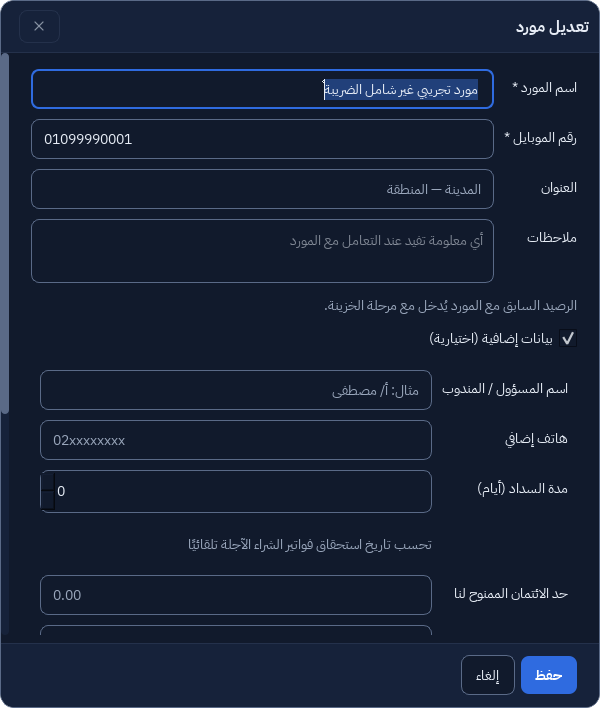 تعديل مورد
اسم المورد *
مورد تجريبي غير شامل الضريبة
رقم الموبايل *
01099990001
العنوان
المدينة — المنطقة
ملاحظات
أي معلومة تفيد عند التعامل مع المورد
الرصيد السابق مع المورد يُدخل مع مرحلة الخزينة.
بيانات إضافية (اختيارية)
اسم المسؤول / المندوب
مثال: أ/ مصطفى
هاتف إضافي
02xxxxxxxx
مدة السداد (أيام)
0
تحسب تاريخ استحقاق فواتير الشراء الآجلة تلقائيًا
حد الائتمان الممنوح لنا
0.00
حفظ
إلغاء